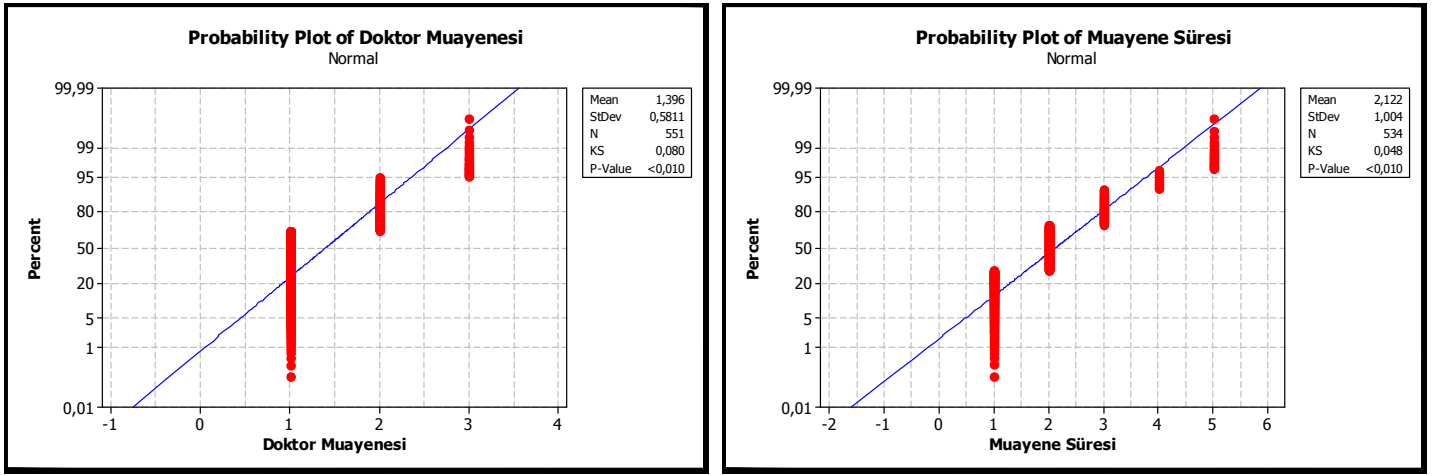 Probability Plot of Doktor Muayenesi
Normal
99,99
99
95
80
50
20
5
1
0,01
Percent
-1 0 1 2 3 4
Doktor Muayenesi
Mean 1,396
StDev 0,5811
N 551
KS 0,080
P-Value <0,010
Probability Plot of Muayene Süresi
Normal
99,99
99
95
80
50
20
5
1
0,01
Percent
-2 -1 0 1 2 3 4 5 6
Muayene Süresi
Mean 2,122
StDev 1,004
N 534
KS 0,048
P-Value <0,010